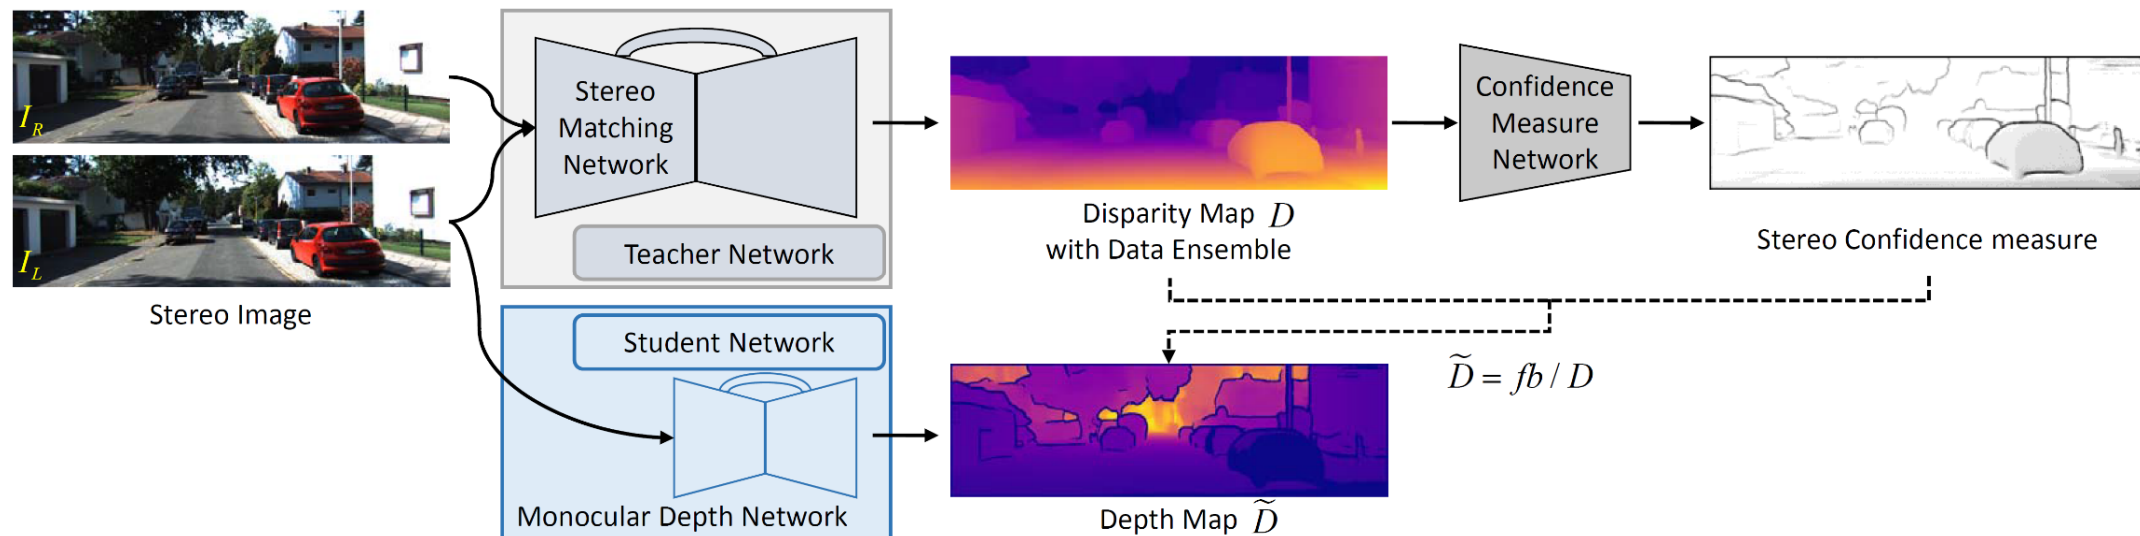 I_R
I_L
Stereo Image
Stereo
Matching
Network
Teacher Network
Student Network
Monocular Depth Network
Disparity Map D
with Data Ensemble
Confidence
Measure
Network
Stereo Confidence measure
D̃ = fb / D
Depth Map D̃